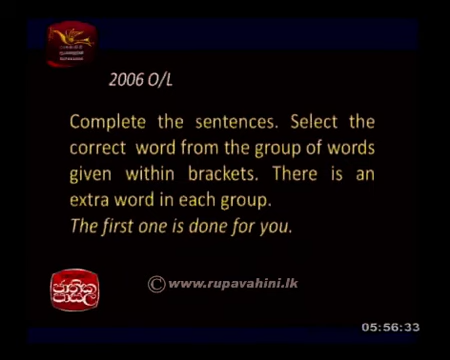 2006 O/L
Complete the sentences. Select the
correct word from the group of words
given within brackets. There is an
extra word in each group.
The first one is done for you.
ජාතික
පාසල
© www.rupavahini.lk
05:56:33